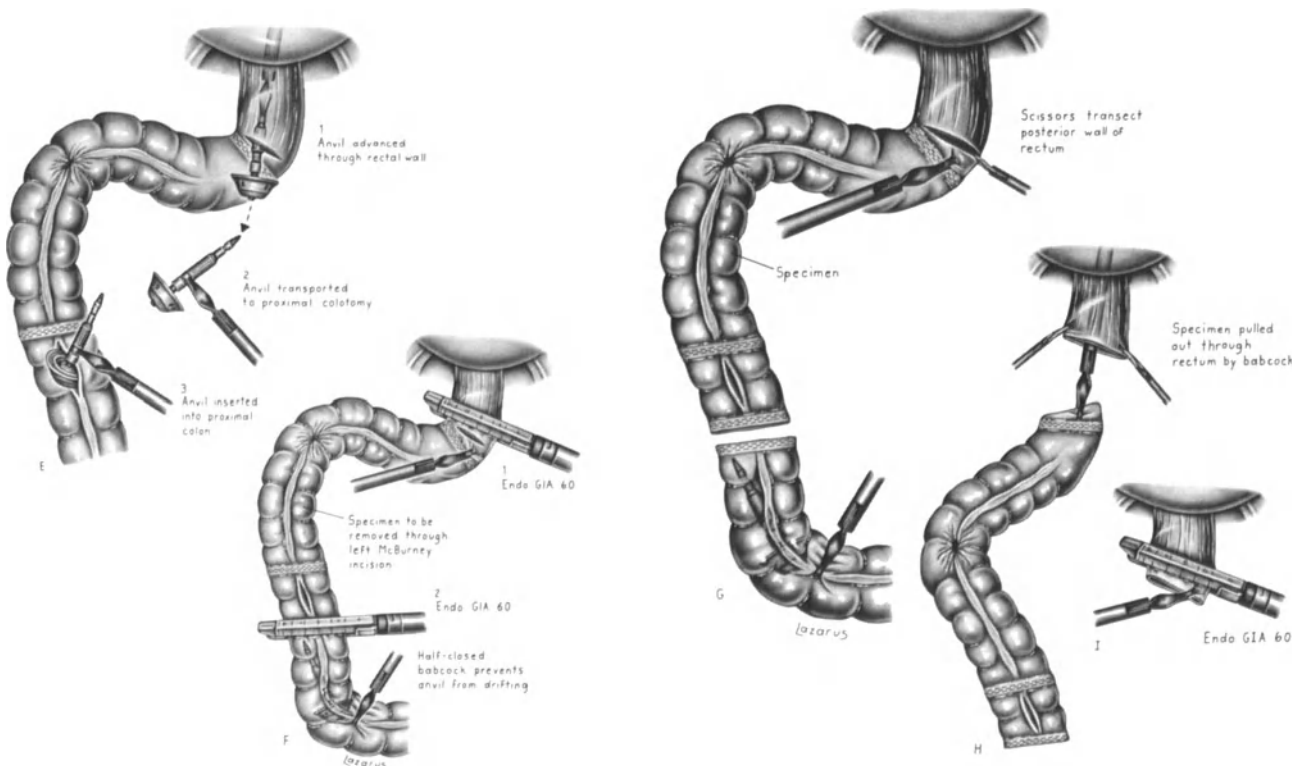 1
Anvil advanced
through rectal wall
2
Anvil transported
to proximal colotomy
3
Anvil inserted
into proximal
colon
E
1
Endo GIA 60
Specimen to be
removed through
left McBurney
incision
2
Endo GIA 60
Half-closed
babcock prevents
anvil from drifting
F
Lazarus
Scissors transect
posterior wall of
rectum
Specimen
G
Lazarus
Specimen pulled
out through
rectum by babcock
H
I
Endo GIA 60